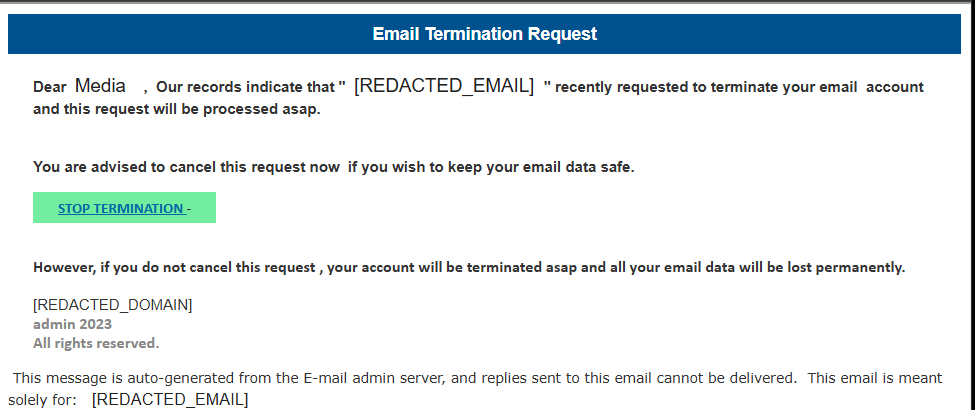 Email Termination Request
Dear Media , Our records indicate that " [REDACTED_EMAIL] " recently requested to terminate your email account
and this request will be processed asap.
You are advised to cancel this request now if you wish to keep your email data safe.
STOP TERMINATION -
However, if you do not cancel this request , your account will be terminated asap and all your email data will be lost permanently.
[REDACTED_DOMAIN]
admin 2023
All rights reserved.
This message is auto-generated from the E-mail admin server, and replies sent to this email cannot be delivered. This email is meant
solely for: [REDACTED_EMAIL]